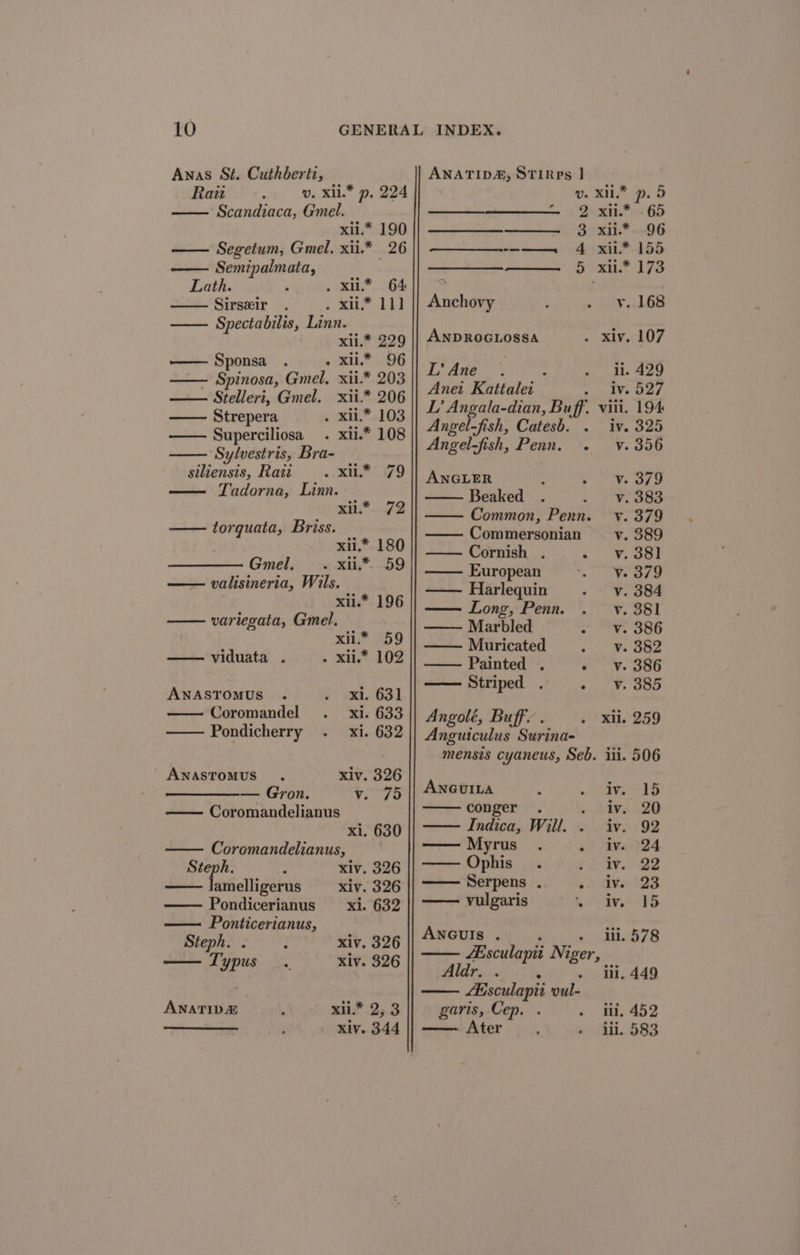 10 GENERAL INDEX.
Anas St. Cuthberti,
Raii . v. xii.* p. 224
—— Scandiaca, Gmel.
xii.* 190
—— Segetum, Gmel. xii.* 26
—— Semipalmata,
Lath. . . xii.* 64
—— Sirsæir . . xii.* 111
—— Spectabilis, Linn.
xii.* 229
—— Sponsa . . xii.* 96
—— Spinosa, Gmel. xii.* 203
—— Stelleri, Gmel. xii.* 206
—— Strepera . xii.* 103
—— Superciliosa . xii.* 108
—— Sylvestris, Bra-
siliensis, Raii . xii.* 79
—— Tadorna, Linn.
xii.* 72
—— torquata, Briss.
xii.* 180
———— Gmel. . xii.* 59
—— valisineria, Wils.
xii.* 196
—— variegata, Gmel.
xii.* 59
—— viduata . . xii.* 102
ANASTOMUS . . xi. 631
—— Coromandel . xi. 633
—— Pondicherry . xi. 632
ANASTOMUS . xiv. 326
———— Gron. v. 75
—— Coromandelianus
xi. 630
—— Coromandelianus,
Steph. . xiv. 326
—— lamelligerus xiv. 326
—— Pondicerianus xi. 632
—— Ponticerianus,
Steph. . . xiv. 326
—— Typus . xiv. 326
ANATIDÆ . xii.* 2, 3
———— . xiv. 344
ANATIDÆ, STIRPS 1
v. xii.* p. 5
———————— 2 xii.* 65
———————— 3 xii.* 96
———————— 4 xii.* 155
———————— 5 xii.* 173
Anchovy . . v. 168
ANDROGLOSSA . xiv. 107
L'Ane . . . ii. 429
Anei Kattalei . iv. 527
L'Angala-dian, Buff. viii. 194
Angel-fish, Catesb. . iv. 325
Angel-fish, Penn. . v. 356
ANGLER . . v. 379
—— Beaked . . v. 383
—— Common, Penn. v. 379
—— Commersonian v. 389
—— Cornish . . v. 381
—— European . v. 379
—— Harlequin . v. 384
—— Long, Penn. . v. 381
—— Marbled . v. 386
—— Muricated . v. 382
—— Painted . . v. 386
—— Striped . . v. 385
Angolé, Buff. . . xii. 259
Anguiculus Surina-
mensis cyaneus, Seb. iii. 506
ANGUILA . . iv. 15
—— conger . . iv. 20
—— Indica, Will. . iv. 92
—— Myrus . . iv. 24
—— Ophis . . iv. 22
—— Serpens . . iv. 23
—— vulgaris . iv. 15
ANGUIS . . . iii. 578
—— Æsculapii Niger,
Aldr. . . . iii. 449
—— Æsculapii vul-
garis, Cep. . . iii. 452
—— Ater . . iii. 583